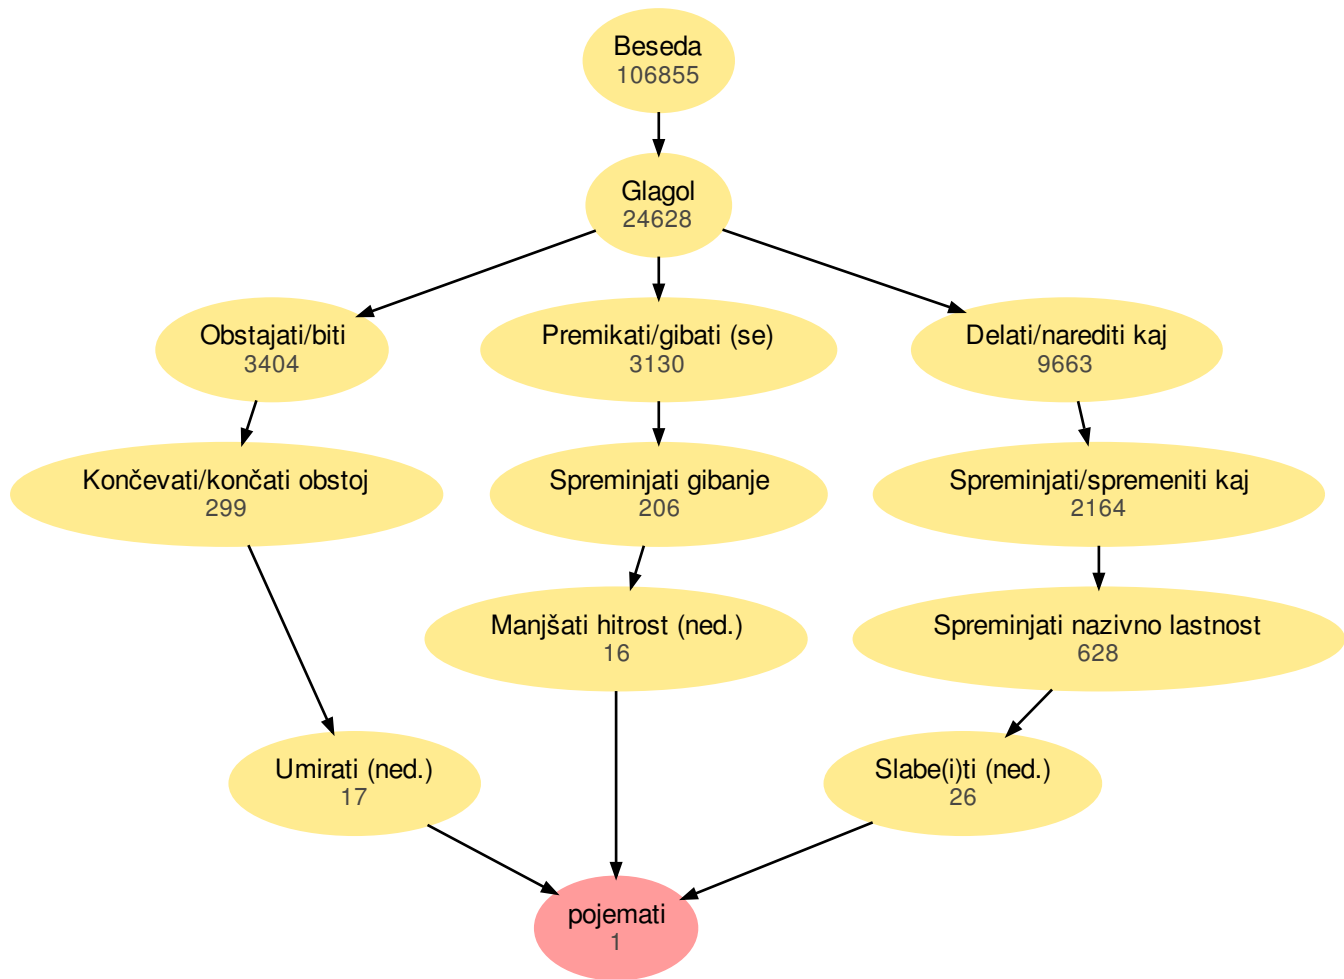 Beseda
106855
Glagol
24628
Obstajati/biti
3404
Premikati/gibati (se)
3130
Delati/narediti kaj
9663
Končevati/končati obstoj
299
Spreminjati gibanje
206
Spreminjati/spremeniti kaj
2164
Manjšati hitrost (ned.)
16
Spreminjati nazivno lastnost
628
Umirati (ned.)
17
Slabe(i)ti (ned.)
26
pojemati
1